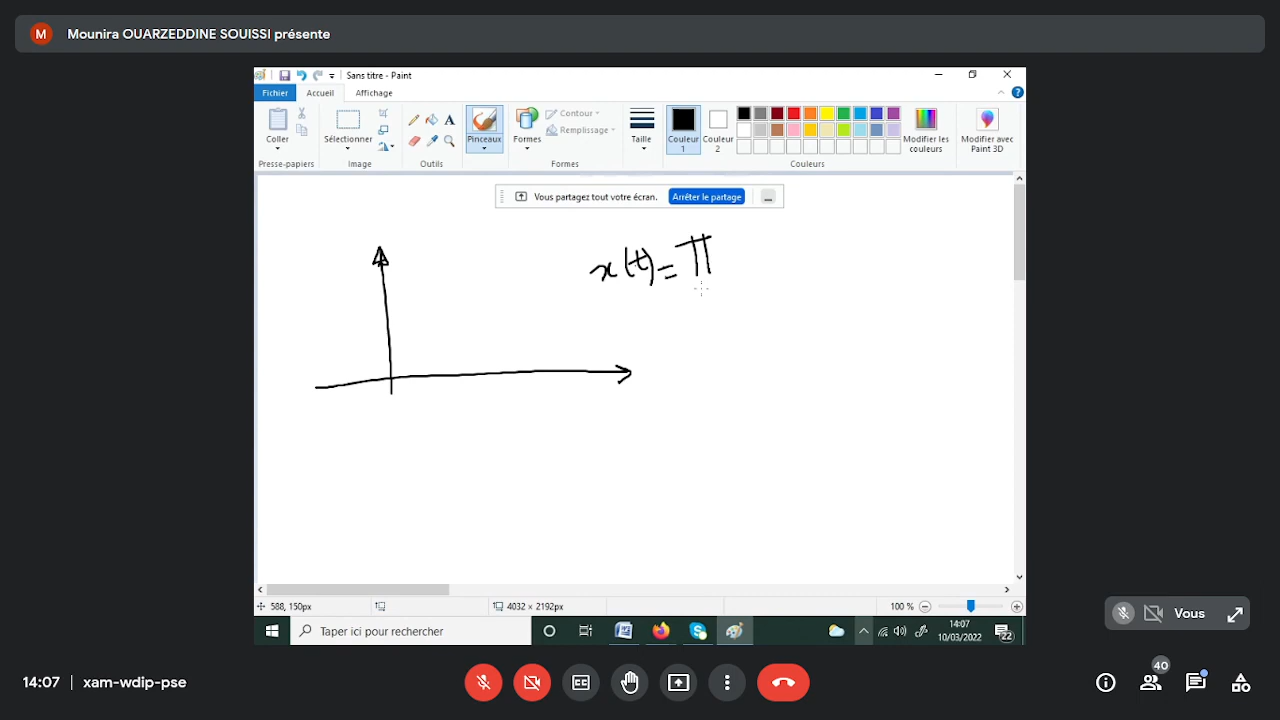 M Mounira OUARZEDDINE SOUISSI présente
Sans titre - Paint
Fichier Accueil Affichage
Coller
Sélectionner
Pinceaux
Formes
Contour
Remplissage
Taille
Couleur 1
Couleur 2
Modifier les couleurs
Modifier avec Paint 3D
Presse-papiers Image Outils Formes Couleurs
Vous partagez tout votre écran. Arrêter le partage
x(t) = Π
588, 150px 4032 × 2192px 100 %
Taper ici pour rechercher
14:07
10/03/2022
22
Vous
14:07 | xam-wdip-pse
40